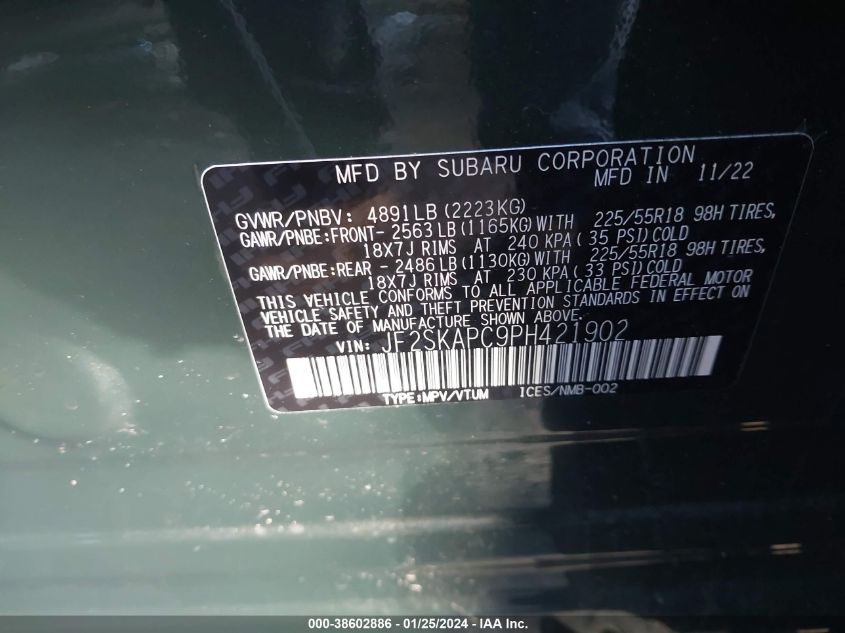 MFD BY SUBARU CORPORATION
MFD IN 11/22
GVWR/PNBV: 4891LB (2223KG)
GAWR/PNBE:FRONT- 2563LB(1165KG)WITH 225/55R18 98H TIRES,
18X7J RIMS AT 240 KPA( 35 PSI)COLD
GAWR/PNBE:REAR - 2486LB(1130KG)WITH 225/55R18 98H TIRES,
18X7J RIMS AT 230 KPA( 33 PSI)COLD
THIS VEHICLE CONFORMS TO ALL APPLICABLE FEDERAL MOTOR
VEHICLE SAFETY AND THEFT PREVENTION STANDARDS IN EFFECT ON
THE DATE OF MANUFACTURE SHOWN ABOVE.
VIN: JF2SKAPC9PH421902
TYPE:MPV/VTUM ICES/NMB-002
000-38602886 - 01/25/2024 - IAA Inc.